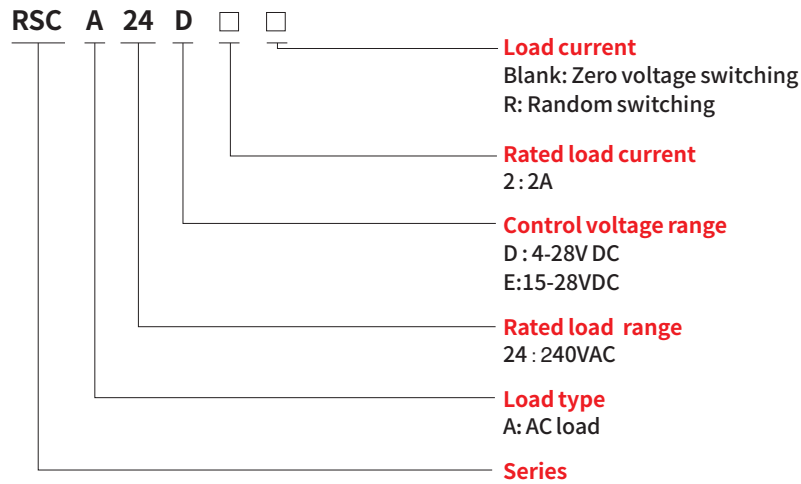 RSC A 24 D □ □
Load current
Blank: Zero voltage switching
R: Random switching
Rated load current
2 : 2A
Control voltage range
D : 4-28V DC
E:15-28VDC
Rated load range
24 : 240VAC
Load type
A: AC load
Series